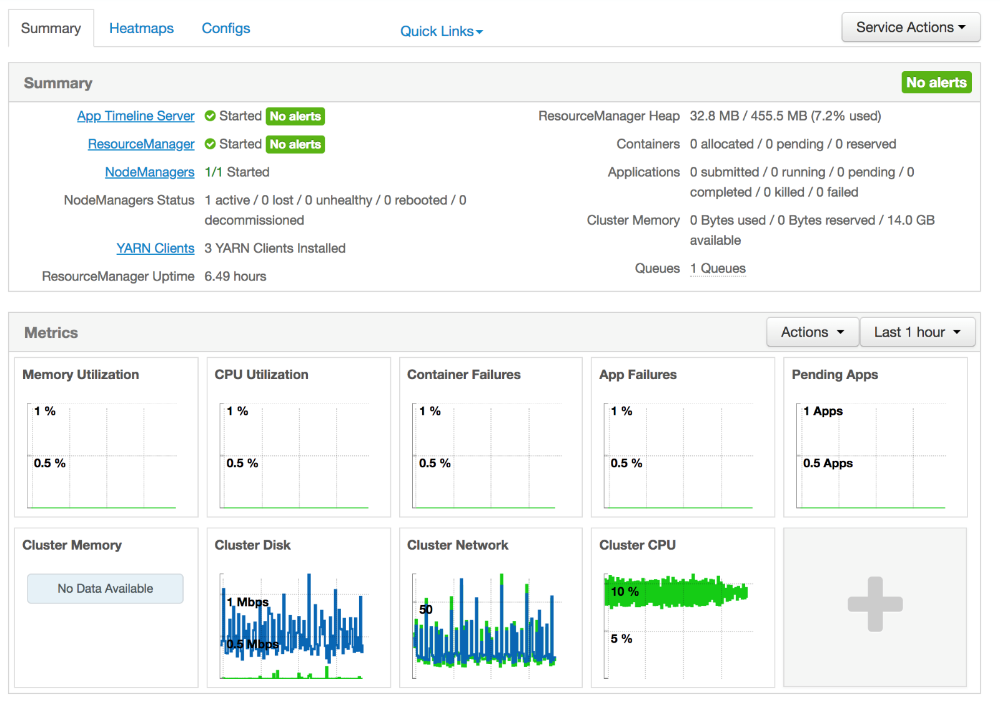 Summary
Heatmaps
Configs
Quick Links
Service Actions
Summary
No alerts
App Timeline Server Started No alerts
ResourceManager Started No alerts
NodeManagers 1/1 Started
NodeManagers Status 1 active / 0 lost / 0 unhealthy / 0 rebooted / 0
decommissioned
YARN Clients 3 YARN Clients Installed
ResourceManager Uptime 6.49 hours
ResourceManager Heap 32.8 MB / 455.5 MB (7.2% used)
Containers 0 allocated / 0 pending / 0 reserved
Applications 0 submitted / 0 running / 0 pending / 0
completed / 0 killed / 0 failed
Cluster Memory 0 Bytes used / 0 Bytes reserved / 14.0 GB
available
Queues 1 Queues
Metrics
Actions
Last 1 hour
Memory Utilization
1 %
0.5 %
CPU Utilization
1 %
0.5 %
Container Failures
1 %
0.5 %
App Failures
1 %
0.5 %
Pending Apps
1 Apps
0.5 Apps
Cluster Memory
No Data Available
Cluster Disk
1 Mbps
0.5 Mbps
Cluster Network
50
Cluster CPU
10 %
5 %